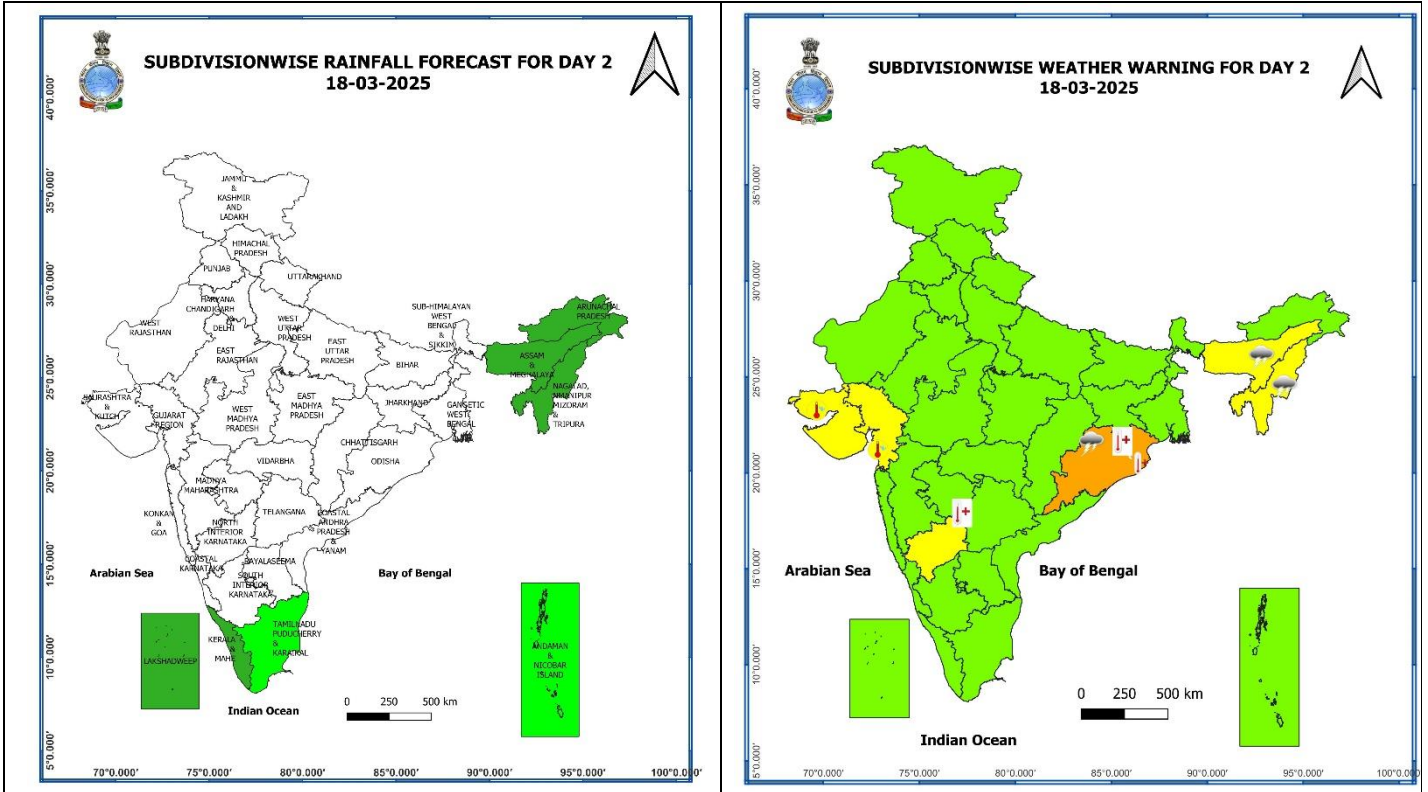 SUBDIVISIONWISE RAINFALL FORECAST FOR DAY 2
18-03-2025
JAMMU
&
KASHMIR
AND
LADAKH
HIMACHAL
PRADESH
PUNJAB
UTTARAKHAND
HARYANA
CHANDIGARH
&
DELHI
WEST
RAJASTHAN
WEST
UTTAR
PRADESH
SUB-HIMALAYAN
WEST
BENGAL
&
SIKKIM
ARUNACHAL
PRADESH
EAST
RAJASTHAN
EAST
UTTAR
PRADESH
BIHAR
ASSAM
&
MEGHALAYA
SAURASHTRA
&
KUTCH
GUJARAT
REGION
WEST
MADHYA
PRADESH
EAST
MADHYA
PRADESH
JHARKHAND
GANGETIC
WEST
BENGAL
MIZORAM
&
TRIPURA
CHHATTISGARH
ODISHA
VIDARBHA
MADHYA
MAHARASHTRA
KONKAN
&
GOA
NORTH
INTERIOR
KARNATAKA
TELANGANA
COASTAL
ANDHRA
PRADESH
&
YANAM
COASTAL
KARNATAKA
RAYALASEEMA
SOUTH
INTERIOR
KARNATAKA
Arabian Sea
Bay of Bengal
LAKSHADWEEP
KERALA
&
MAHE
TAMILNADU
PUDUCHERRY
&
KARAIKAL
ANDAMAN
&
NICOBAR
ISLAND
0 250 500 km
Indian Ocean
40°0.000'
35°0.000'
30°0.000'
25°0.000'
20°0.000'
15°0.000'
10°0.000'
5°0.000'
70°0.000' 75°0.000' 80°0.000' 85°0.000' 90°0.000' 95°0.000' 100°0.000'
SUBDIVISIONWISE WEATHER WARNING FOR DAY 2
18-03-2025
Arabian Sea
Bay of Bengal
0 250 500 km
Indian Ocean
40°0.000'
35°0.000'
30°0.000'
25°0.000'
20°0.000'
15°0.000'
10°0.000'
5°0.000'
70°0.000' 75°0.000' 80°0.000' 85°0.000' 90°0.000' 95°0.000' 100°0.000'